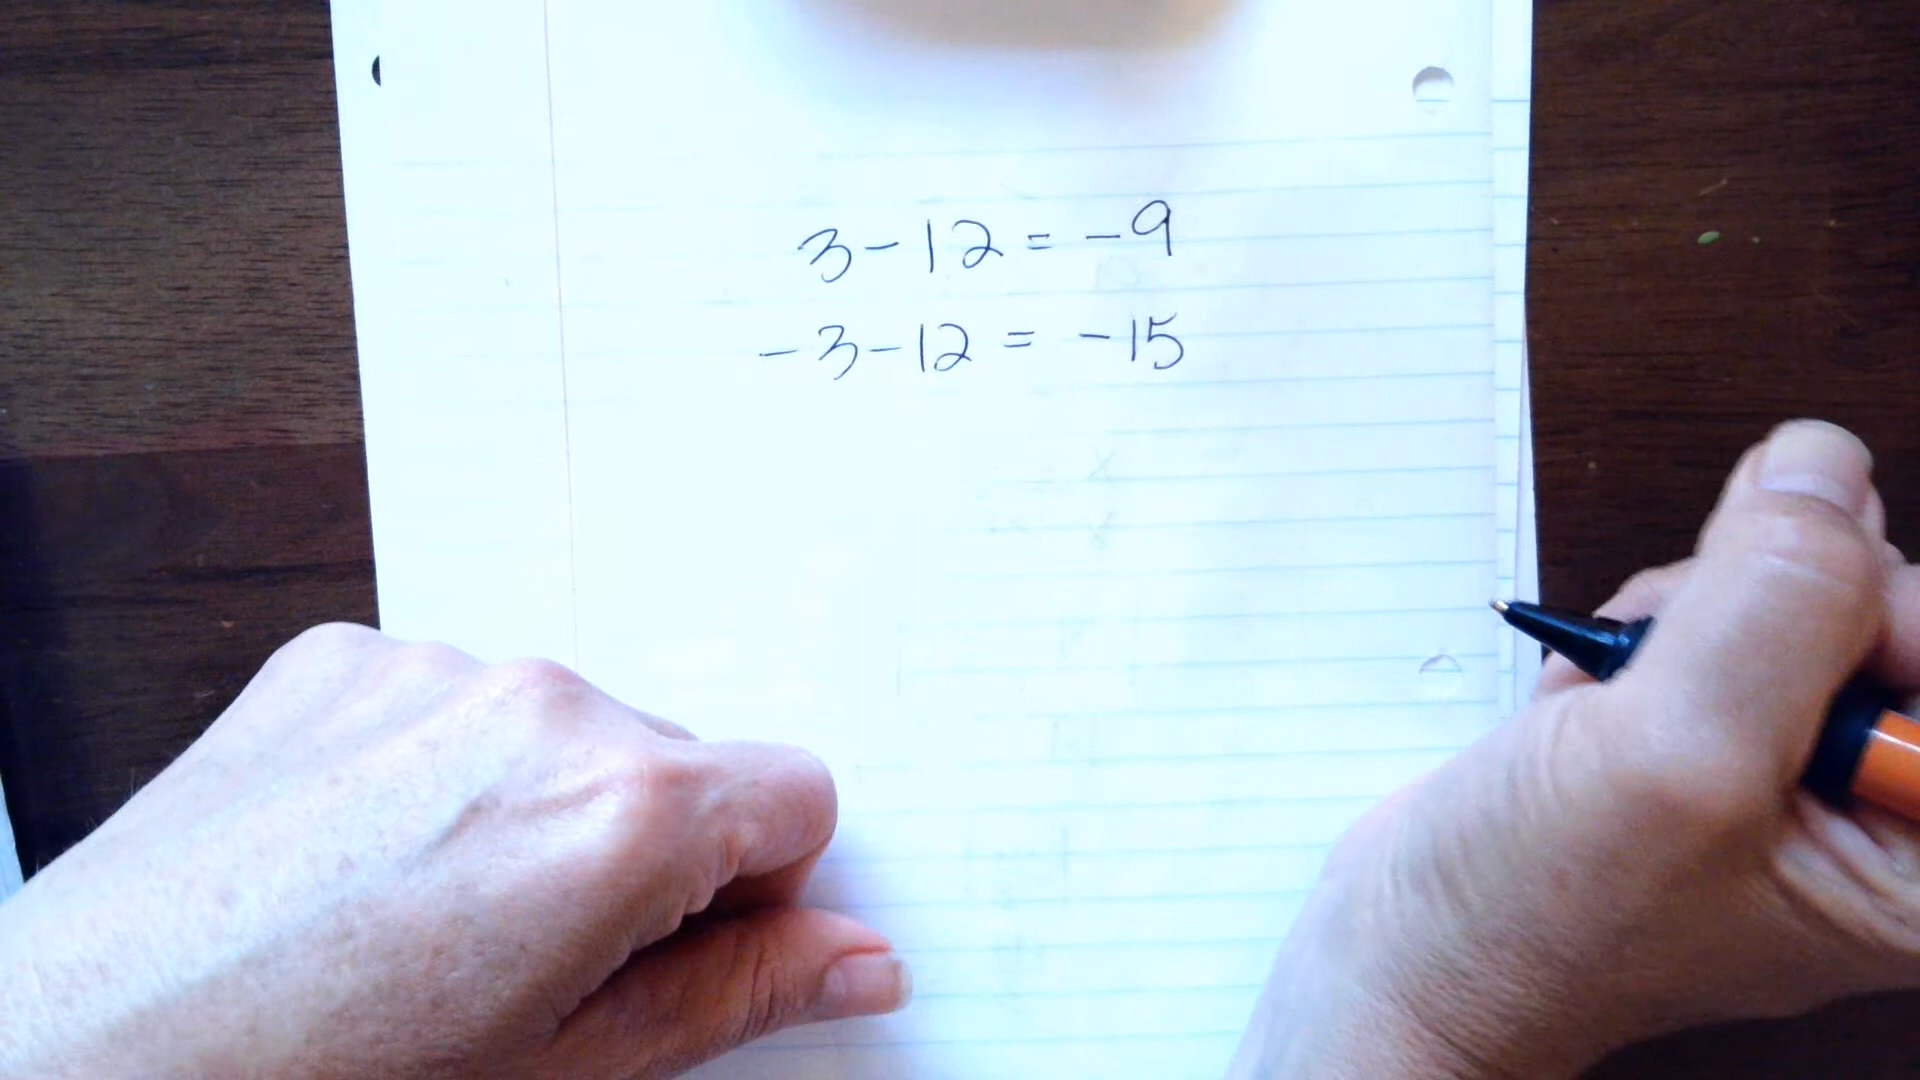 3 - 12 = -9
-3 - 12 = -15